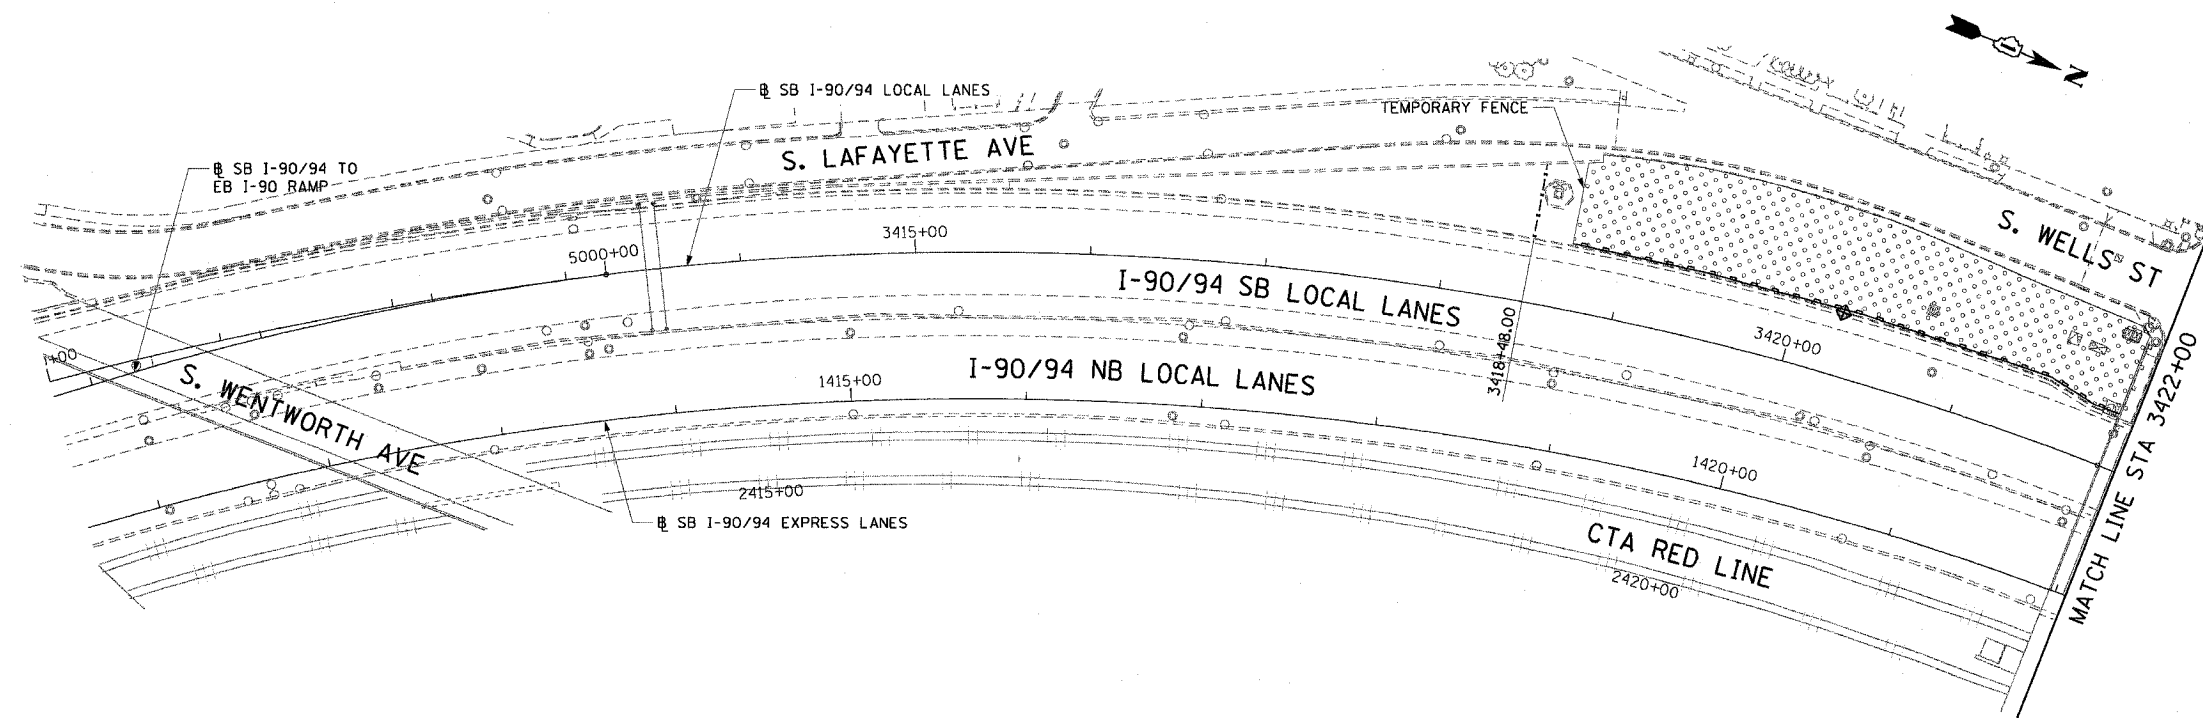 N
℄ SB I-90/94 LOCAL LANES
TEMPORARY FENCE
S. LAFAYETTE AVE
℄ SB I-90/94 TO
EB I-90 RAMP
S. WELLS ST
3415+00
5000+00
I-90/94 SB LOCAL LANES
3418+48.00
3420+00
S. WENTWORTH AVE
1415+00
I-90/94 NB LOCAL LANES
MATCH LINE STA 3422+00
1420+00
2415+00
℄ SB I-90/94 EXPRESS LANES
CTA RED LINE
2420+00